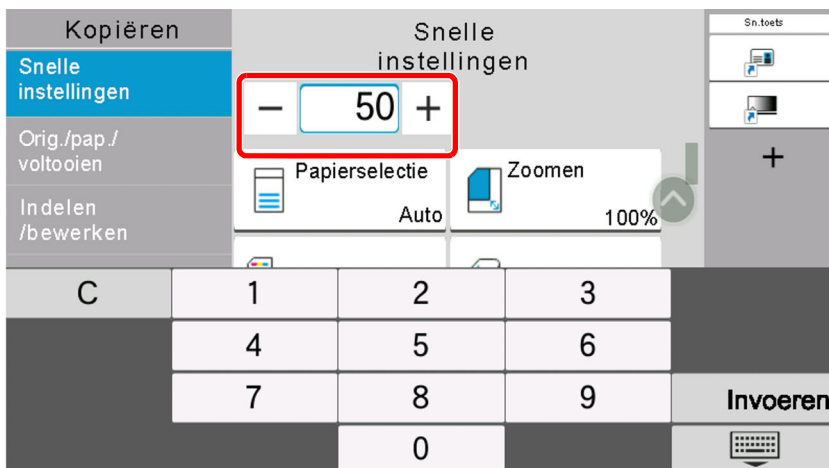 Kopiëren
Snelle
instellingen
Orig./pap./
voltooien
Indelen
/bewerken
Snelle
instellingen
− 50 +
Papierselectie
Auto
Zoomen
100%
Sn.toets
+
C 1 2 3
4 5 6
7 8 9
Invoeren
0